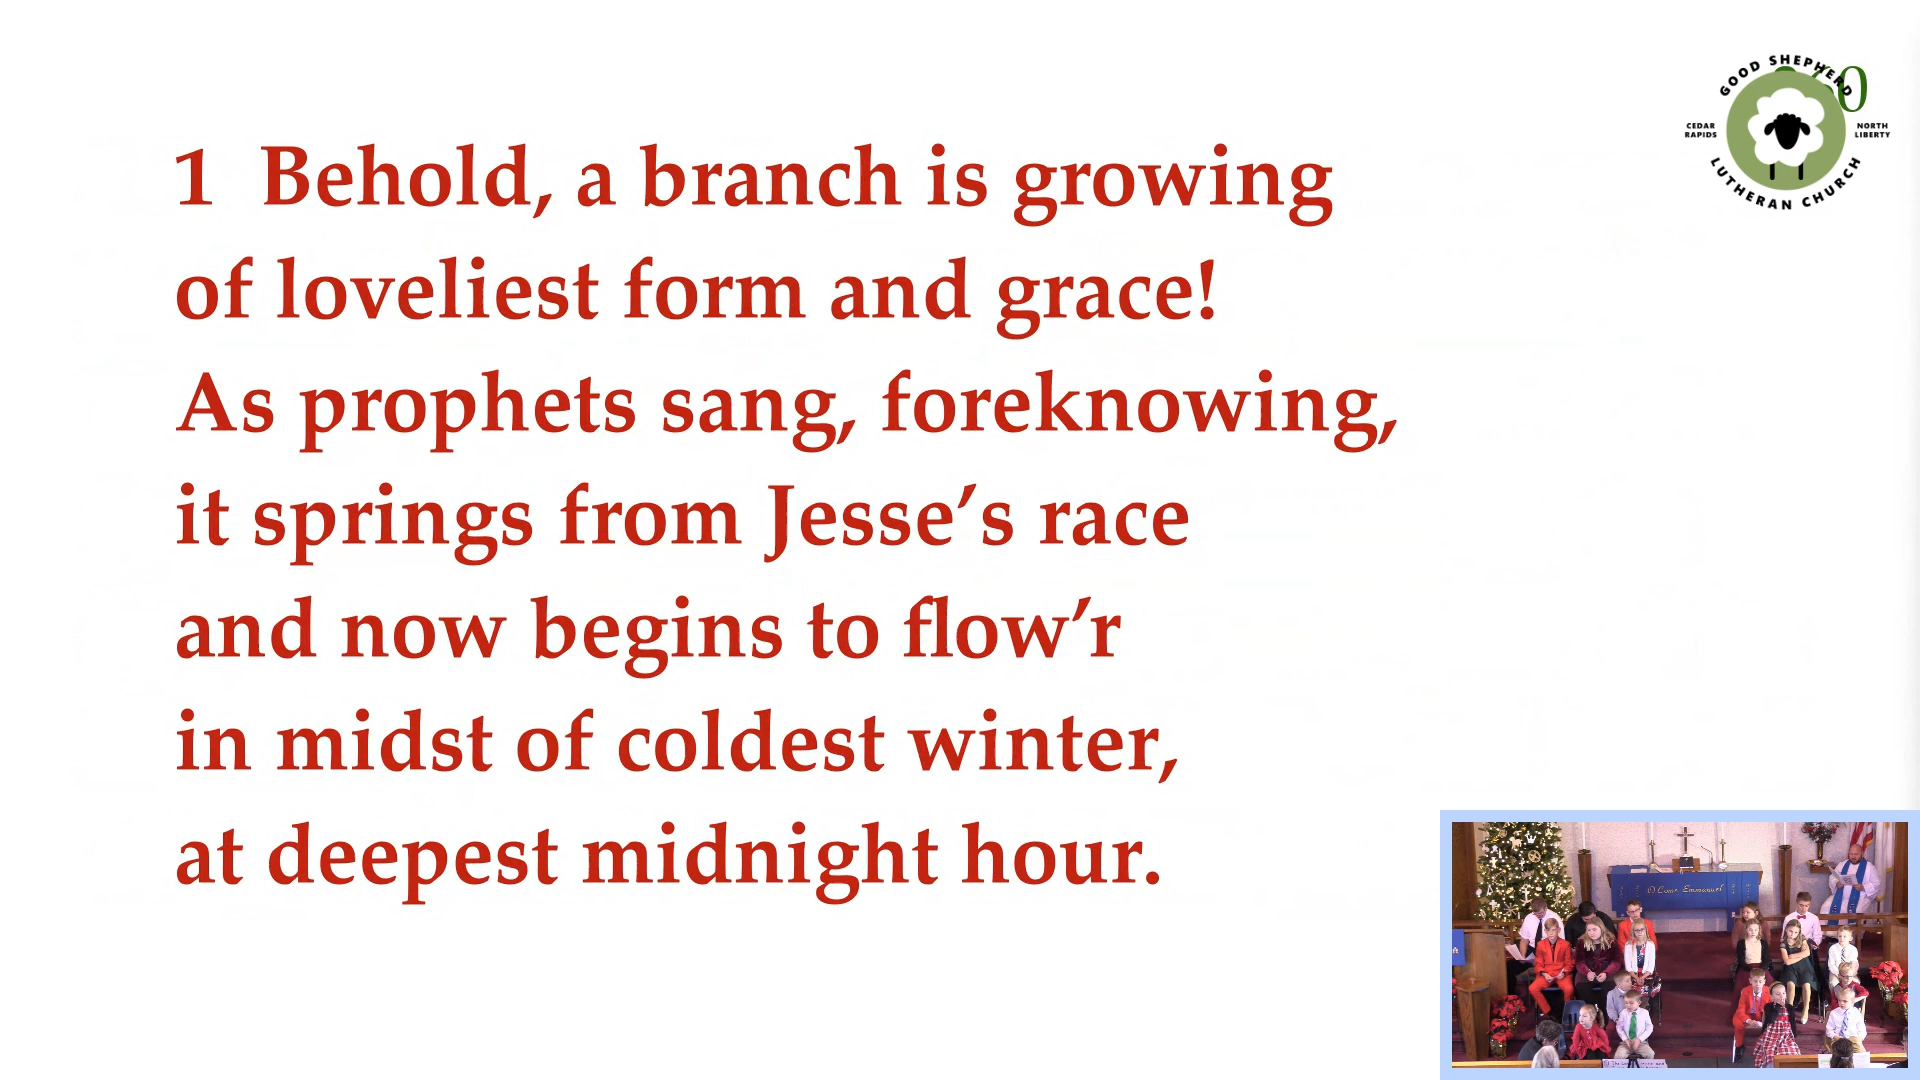 GOOD SHEPHERD
CEDAR RAPIDS
NORTH LIBERTY
LUTHERAN CHURCH
1 Behold, a branch is growing
of loveliest form and grace!
As prophets sang, foreknowing,
it springs from Jesse’s race
and now begins to flow’r
in midst of coldest winter,
at deepest midnight hour.
O Come Emmanuel